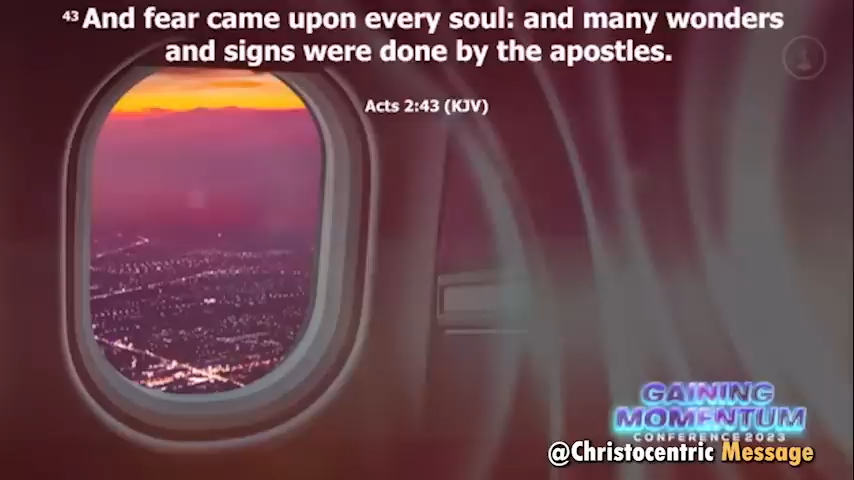 43 And fear came upon every soul: and many wonders
and signs were done by the apostles.
Acts 2:43 (KJV)
GAINING
MOMENTUM
CONFERENCE 2023
@Christocentric Message